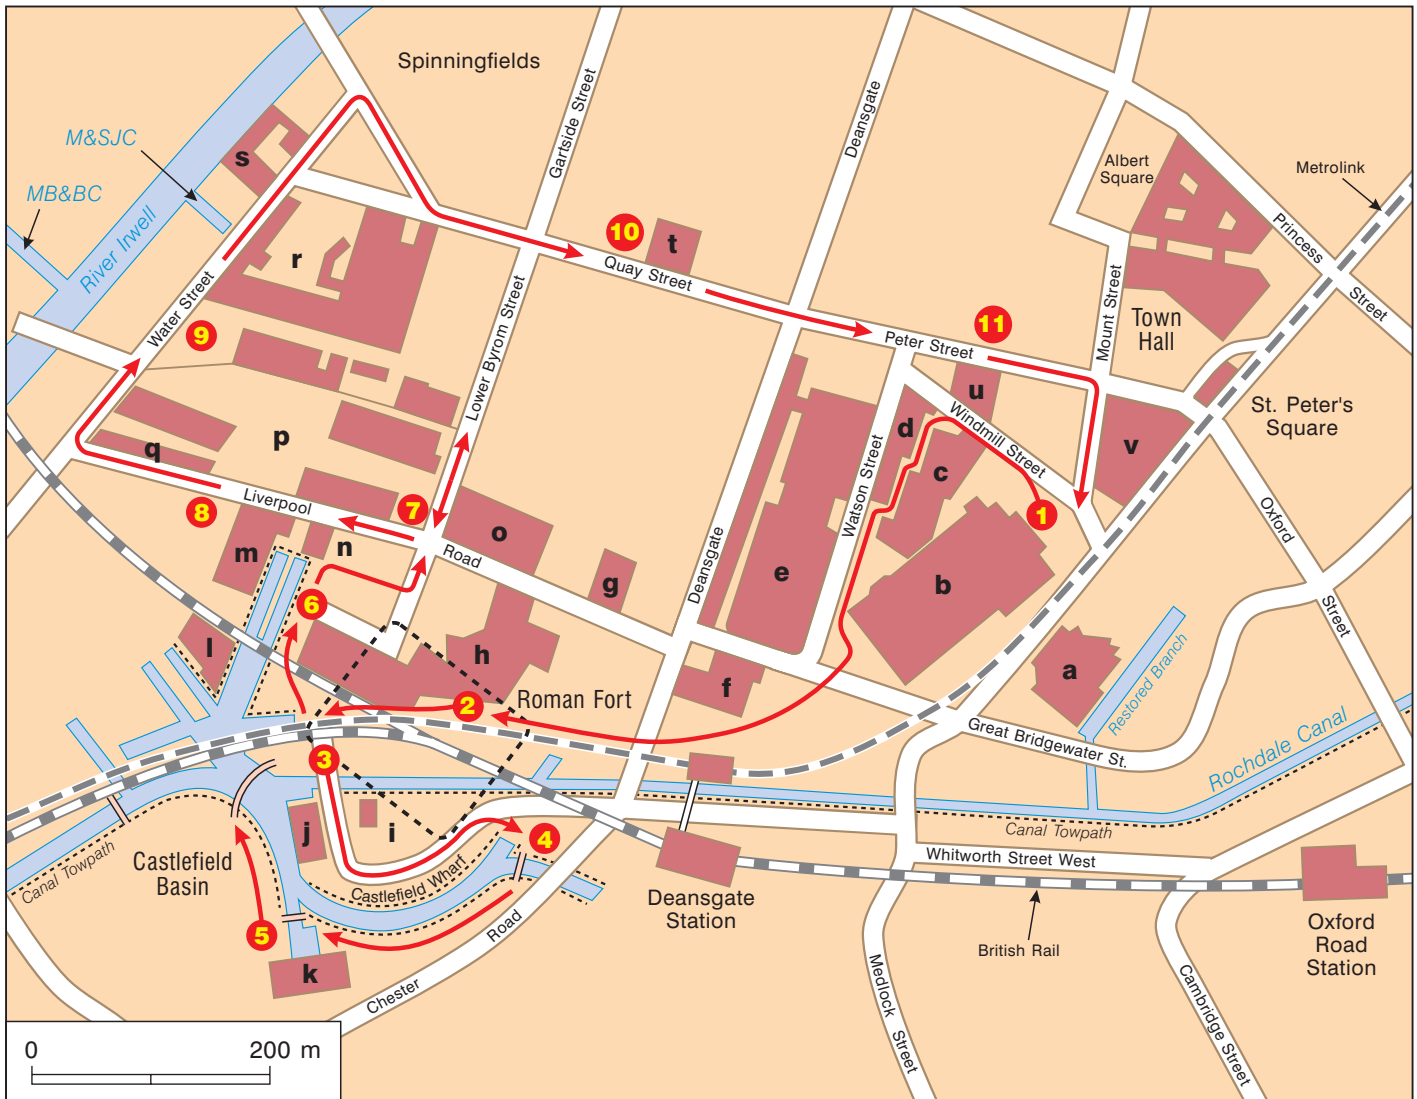 Spinningfields
Gartside Street
Deansgate
M&SJC
MB&BC
River Irwell
s
Albert
Square
Metrolink
Princess
Street
10
t
Quay Street
r
Water Street
9
Lower Byrom Street
11
Peter Street
Mount Street
Town
Hall
St. Peter's
Square
u
Windmill Street
v
d
c
e
Watson Street
p
q
Liverpool
Road
8
7
m
n
o
g
1
b
Oxford
Street
Deansgate
6
l
h
Roman Fort
2
f
a
Restored Branch
Great Bridgewater St.
Rochdale Canal
3
j
i
4
Castlefield
Basin
Canal Towpath
Castlefield Wharf
Canal Towpath
Whitworth Street West
Deansgate
Station
5
k
Road
Chester
British Rail
Medlock
Street
Cambridge Street
Oxford
Road
Station
0
200 m